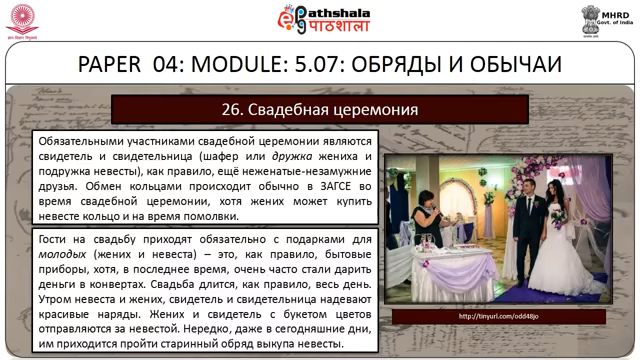 ePathshala
पाठशाला
MHRD
Govt. of India
PAPER 04: MODULE: 5.07: ОБРЯДЫ И ОБЫЧАИ
26. Свадебная церемония
Обязательными участниками свадебной церемонии являются
свидетель и свидетельница (шафер или дружка жениха и
подружка невесты), как правило, ещё неженатые-незамужние
друзья. Обмен кольцами происходит обычно в ЗАГСЕ во
время свадебной церемонии, хотя жених может купить
невесте кольцо и на время помолвки.
Гости на свадьбу приходят обязательно с подарками для
молодых (жених и невеста) – это, как правило, бытовые
приборы, хотя, в последнее время, очень часто стали дарить
деньги в конвертах. Свадьба длится, как правило, весь день.
Утром невеста и жених, свидетель и свидетельница надевают
красивые наряды. Жених и свидетель с букетом цветов
отправляются за невестой. Нередко, даже в сегодняшние дни,
им приходится пройти старинный обряд выкупа невесты.
http://tinyurl.com/odd48jo